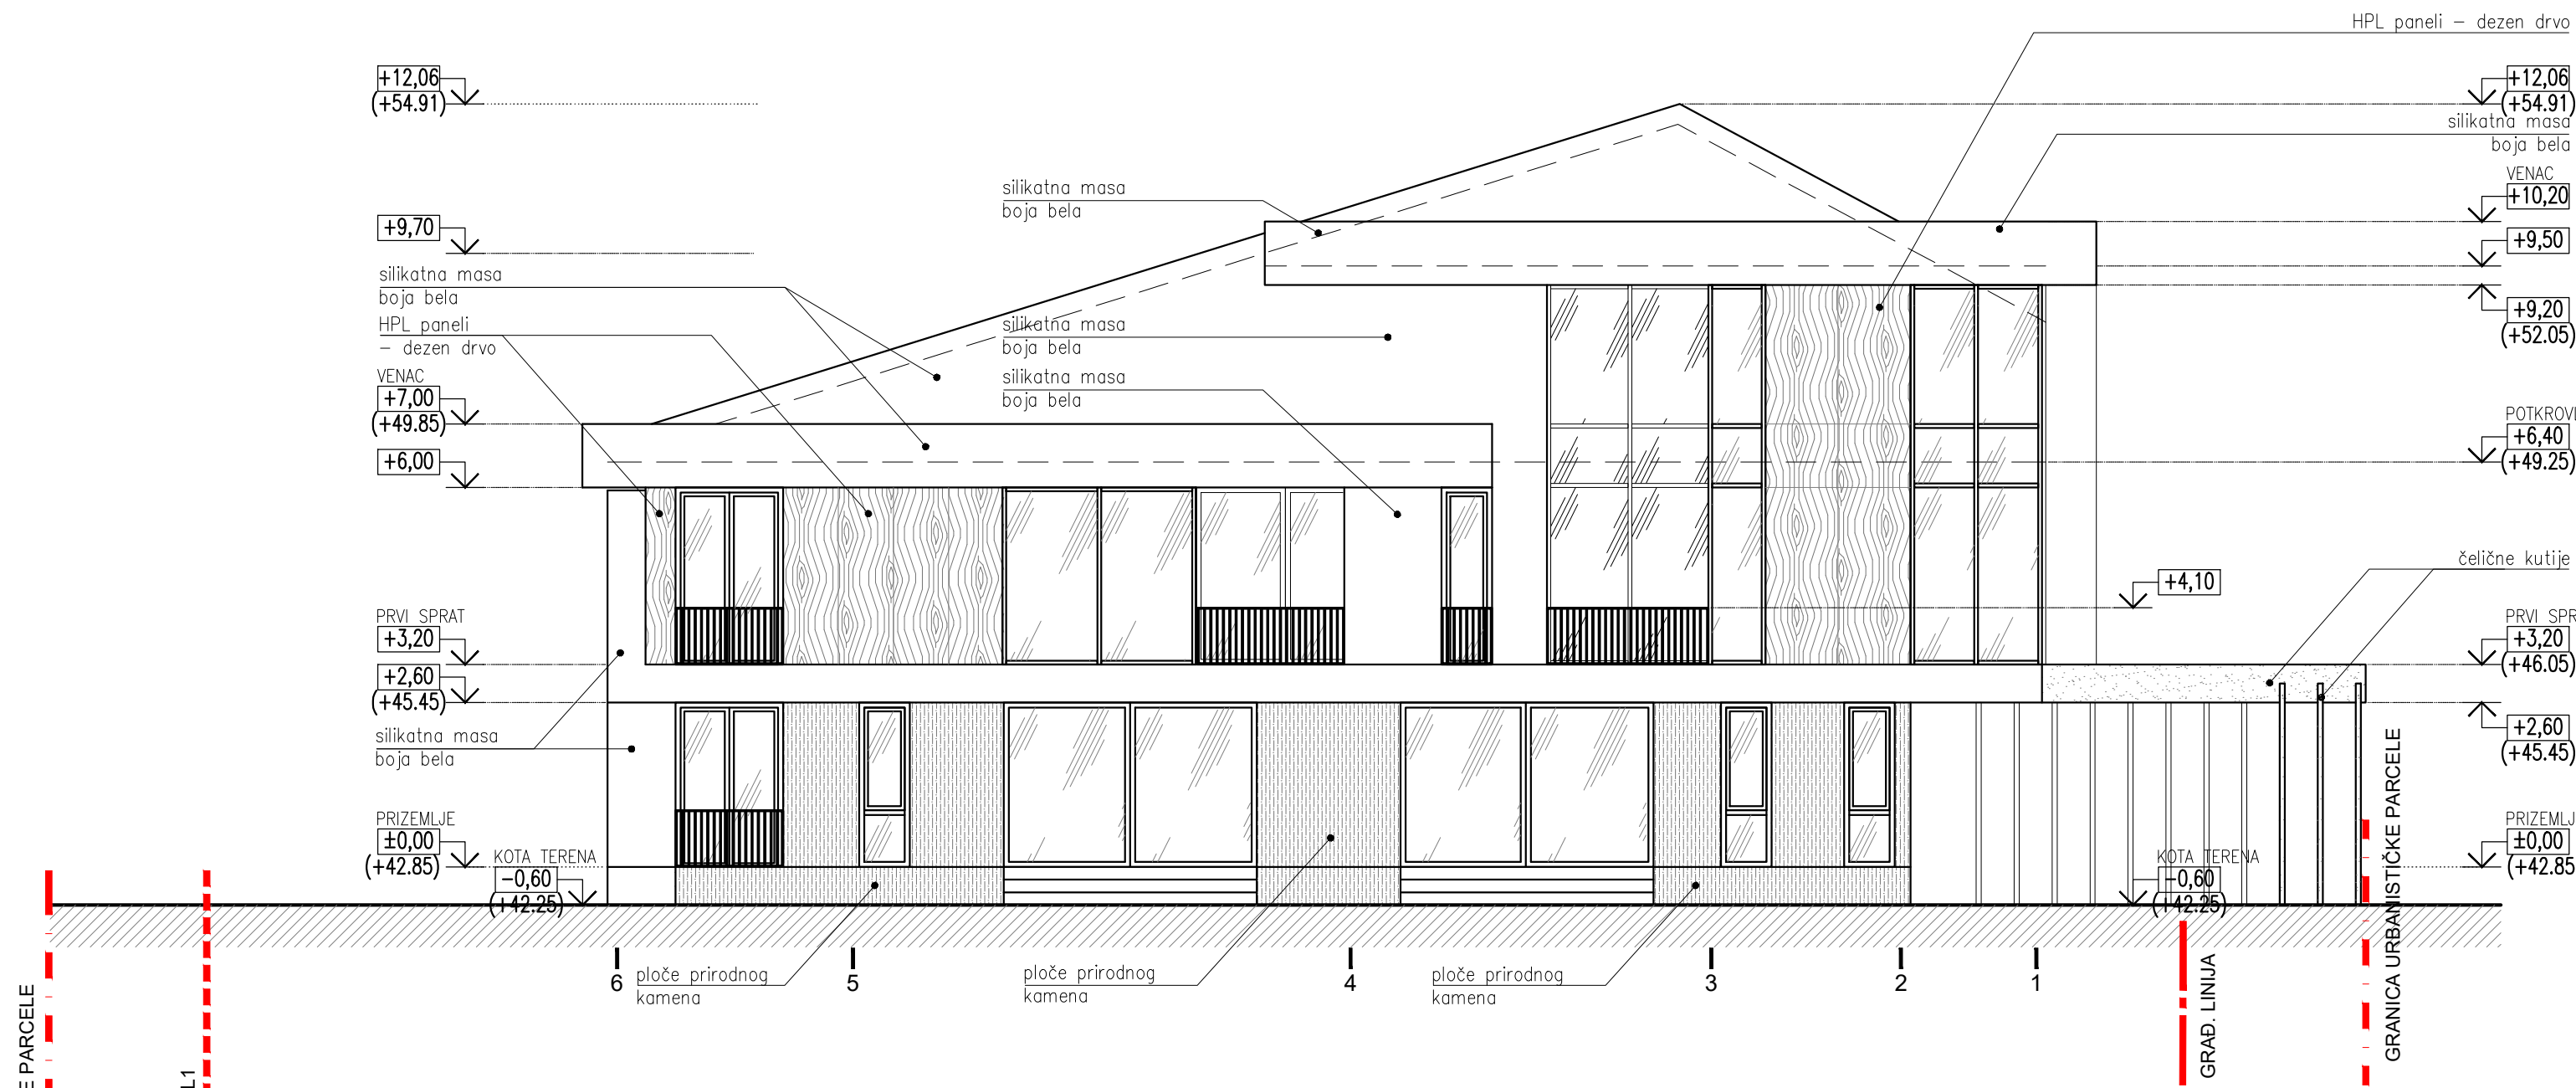 HPL paneli – dezen drvo
+12,06
(+54.91)
+12,06
(+54.91)
silikatna masa
boja bela
VENAC
+10,20
silikatna masa
boja bela
+9,70
+9,50
silikatna masa
boja bela
+9,20
(+52.05)
HPL paneli
– dezen drvo
silikatna masa
boja bela
silikatna masa
boja bela
VENAC
+7,00
(+49.85)
+6,00
POTKROVL
+6,40
(+49.25)
čelične kutije
+4,10
PRVI SPRAT
+3,20
+2,60
(+45.45)
PRVI SPR
+3,20
(+46.05)
+2,60
(+45.45)
silikatna masa
boja bela
PRIZEMLJE
±0,00
(+42.85)
KOTA TERENA
-0,60
(+42.25)
KOTA TERENA
-0,60
(+42.25)
PRIZEMLJ
±0,00
(+42.85
6
5
4
3
2
1
ploče prirodnog
kamena
ploče prirodnog
kamena
ploče prirodnog
kamena
E PARCELE
L1
GRAĐ. LINIJA
GRANICA URBANISTIČKE PARCELE